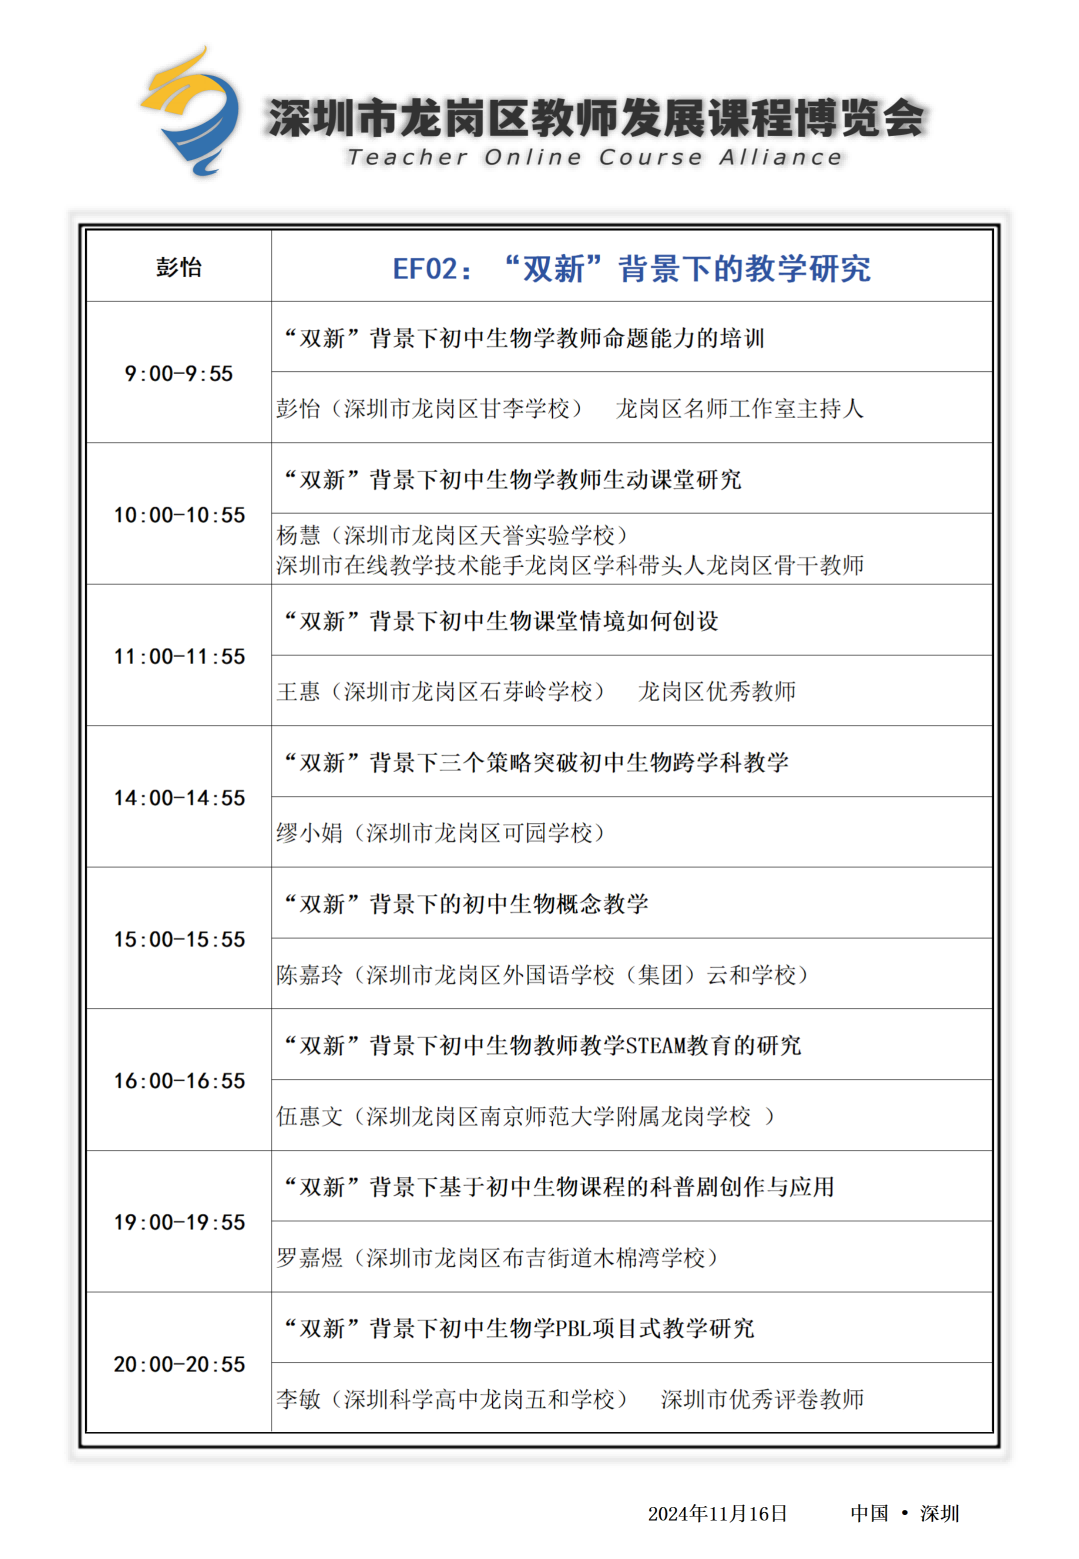 深圳市龙岗区教师发展课程博览会
Teacher Online Course Alliance
彭怡
EF02：“双新”背景下的教学研究
9:00-9:55
“双新”背景下初中生物学教师命题能力的培训
彭怡（深圳市龙岗区甘李学校） 龙岗区名师工作室主持人
10:00-10:55
“双新”背景下初中生物学教师生动课堂研究
杨慧（深圳市龙岗区天誉实验学校）
深圳市在线教学技术能手龙岗区学科带头人龙岗区骨干教师
11:00-11:55
“双新”背景下初中生物课堂情境如何创设
王惠（深圳市龙岗区石芽岭学校） 龙岗区优秀教师
14:00-14:55
“双新”背景下三个策略突破初中生物跨学科教学
缪小娟（深圳市龙岗区可园学校）
15:00-15:55
“双新”背景下的初中生物概念教学
陈嘉玲（深圳市龙岗区外国语学校（集团）云和学校）
16:00-16:55
“双新”背景下初中生物教师教学STEAM教育的研究
伍惠文（深圳龙岗区南京师范大学附属龙岗学校 ）
19:00-19:55
“双新”背景下基于初中生物课程的科普剧创作与应用
罗嘉煜（深圳市龙岗区布吉街道木棉湾学校）
20:00-20:55
“双新”背景下初中生物学PBL项目式教学研究
李敏（深圳科学高中龙岗五和学校） 深圳市优秀评卷教师
2024年11月16日 中国 • 深圳